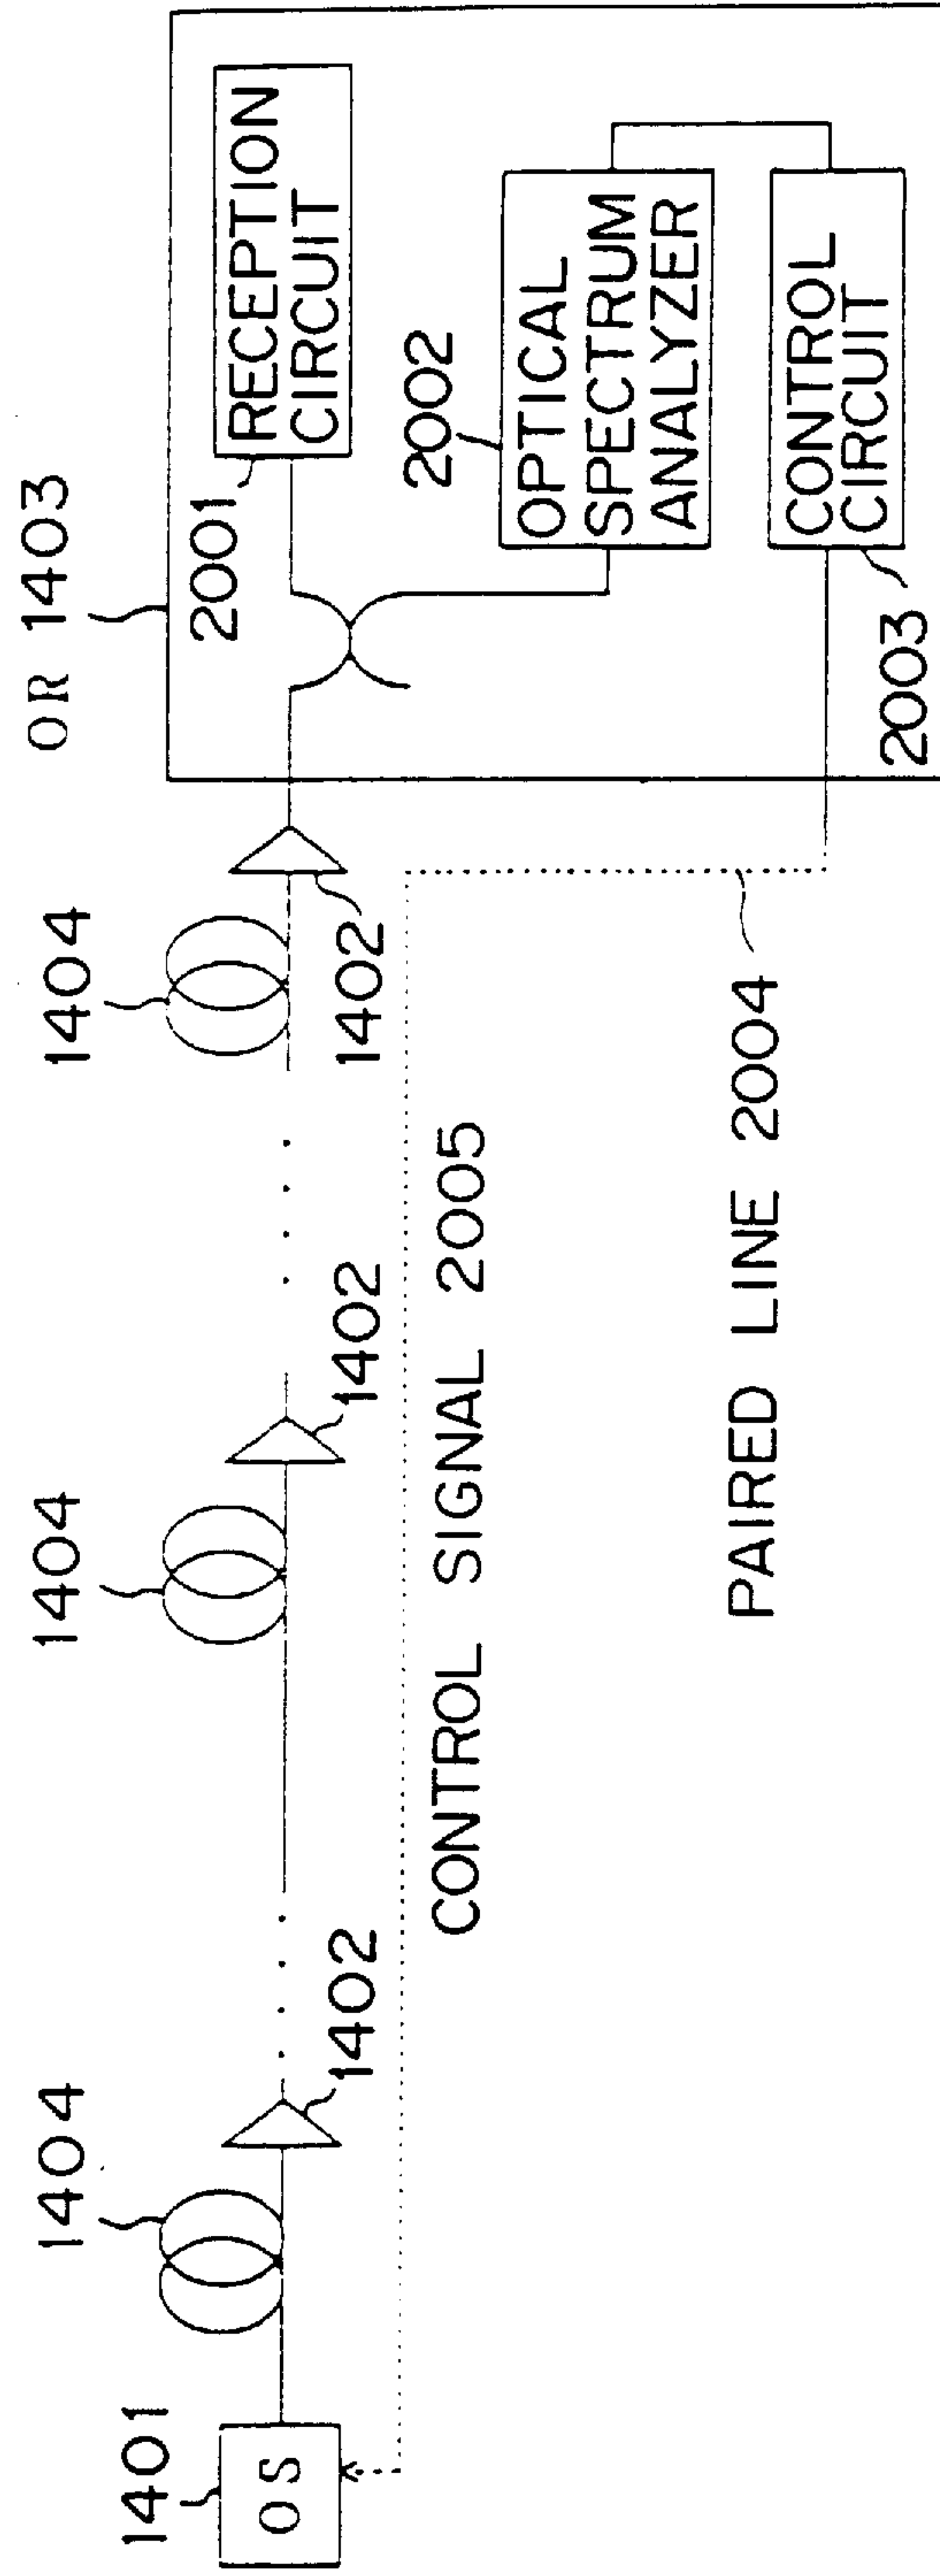 OR 1403
1404
1404
1404
1401
OS
1402
1402
1402
2001
RECEPTION
CIRCUIT
2002
OPTICAL
SPECTRUM
ANALYZER
CONTROL
CIRCUIT
2003
CONTROL SIGNAL 2005
PAIRED LINE 2004